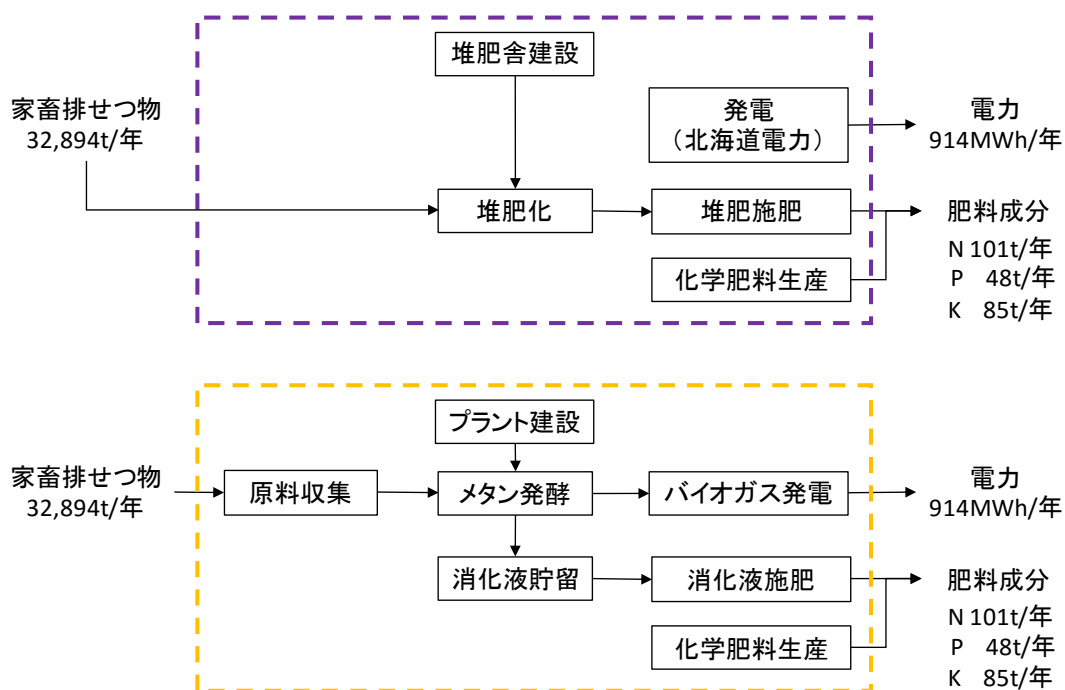 堆肥舎建設
家畜排せつ物
32,894t/年
発電
（北海道電力）
電力
914MWh/年
堆肥化
堆肥施肥
肥料成分
N 101t/年
P 48t/年
K 85t/年
化学肥料生産
プラント建設
家畜排せつ物
32,894t/年
原料収集
メタン発酵
バイオガス発電
電力
914MWh/年
消化液貯留
消化液施肥
肥料成分
N 101t/年
P 48t/年
K 85t/年
化学肥料生産